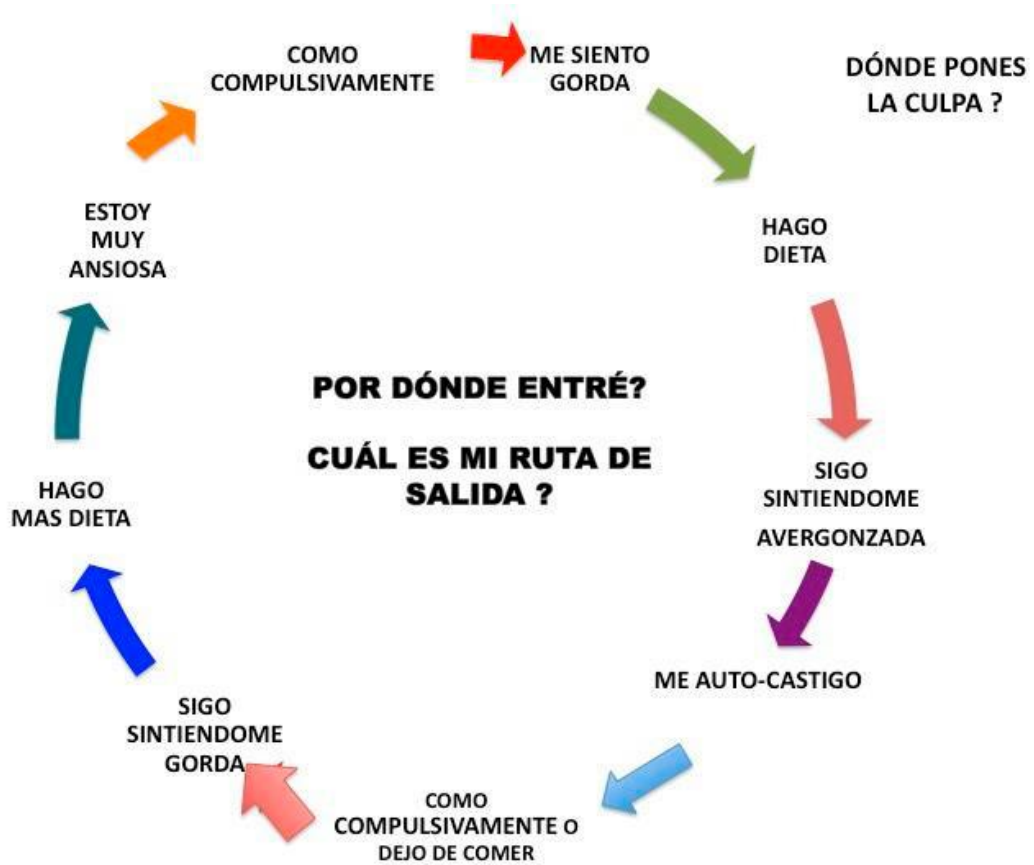 COMO
COMPULSIVAMENTE
ME SIENTO
GORDA
DÓNDE PONES
LA CULPA ?
HAGO
DIETA
SIGO
SINTIENDOME
AVERGONZADA
ME AUTO-CASTIGO
COMO
COMPULSIVAMENTE O
DEJO DE COMER
SIGO
SINTIENDOME
GORDA
HAGO
MAS DIETA
ESTOY
MUY
ANSIOSA
POR DÓNDE ENTRÉ?
CUÁL ES MI RUTA DE
SALIDA ?